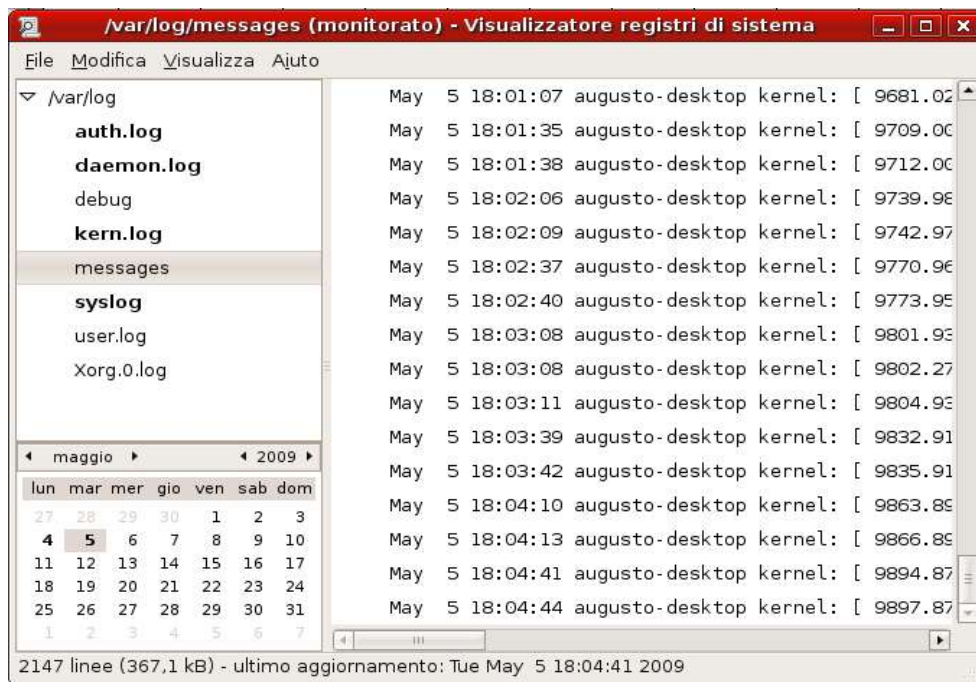 /var/log/messages (monitorato) - Visualizzatore registri di sistema
File Modifica Visualizza Aiuto
/var/log
auth.log
daemon.log
debug
kern.log
messages
syslog
user.log
Xorg.0.log
maggio 2009
lun mar mer gio ven sab dom
27 28 29 30 1 2 3
4 5 6 7 8 9 10
11 12 13 14 15 16 17
18 19 20 21 22 23 24
25 26 27 28 29 30 31
1 2 3 4 5 6 7
May 5 18:01:07 augusto-desktop kernel: [ 9681.02
May 5 18:01:35 augusto-desktop kernel: [ 9709.00
May 5 18:01:38 augusto-desktop kernel: [ 9712.00
May 5 18:02:06 augusto-desktop kernel: [ 9739.98
May 5 18:02:09 augusto-desktop kernel: [ 9742.97
May 5 18:02:37 augusto-desktop kernel: [ 9770.96
May 5 18:02:40 augusto-desktop kernel: [ 9773.95
May 5 18:03:08 augusto-desktop kernel: [ 9801.93
May 5 18:03:08 augusto-desktop kernel: [ 9802.27
May 5 18:03:11 augusto-desktop kernel: [ 9804.93
May 5 18:03:39 augusto-desktop kernel: [ 9832.91
May 5 18:03:42 augusto-desktop kernel: [ 9835.91
May 5 18:04:10 augusto-desktop kernel: [ 9863.89
May 5 18:04:13 augusto-desktop kernel: [ 9866.89
May 5 18:04:41 augusto-desktop kernel: [ 9894.87
May 5 18:04:44 augusto-desktop kernel: [ 9897.87
2147 linee (367,1 kB) - ultimo aggiornamento: Tue May 5 18:04:41 2009